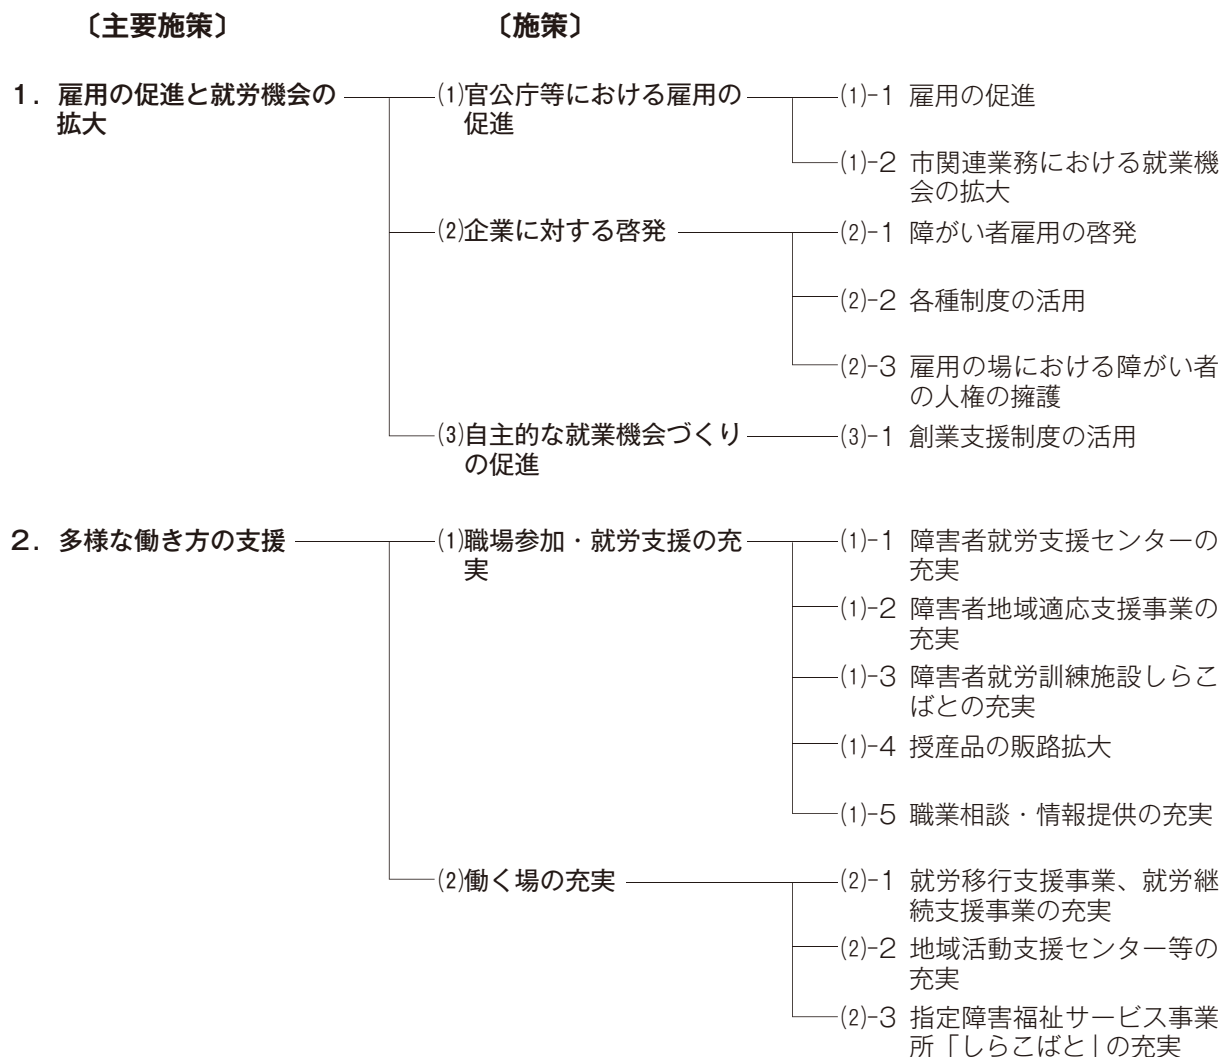 〔主要施策〕 〔施策〕
1．雇用の促進と就労機会の
拡大
⑴官公庁等における雇用の
促進
⑴-1 雇用の促進
⑴-2 市関連業務における就業機
会の拡大
⑵企業に対する啓発
⑵-1 障がい者雇用の啓発
⑵-2 各種制度の活用
⑵-3 雇用の場における障がい者
の人権の擁護
⑶自主的な就業機会づくり
の促進
⑶-1 創業支援制度の活用
2．多様な働き方の支援
⑴職場参加・就労支援の充
実
⑴-1 障害者就労支援センターの
充実
⑴-2 障害者地域適応支援事業の
充実
⑴-3 障害者就労訓練施設しらこ
ばとの充実
⑴-4 授産品の販路拡大
⑴-5 職業相談・情報提供の充実
⑵働く場の充実
⑵-1 就労移行支援事業、就労継
続支援事業の充実
⑵-2 地域活動支援センター等の
充実
⑵-3 指定障害福祉サービス事業
所「しらこばと」の充実